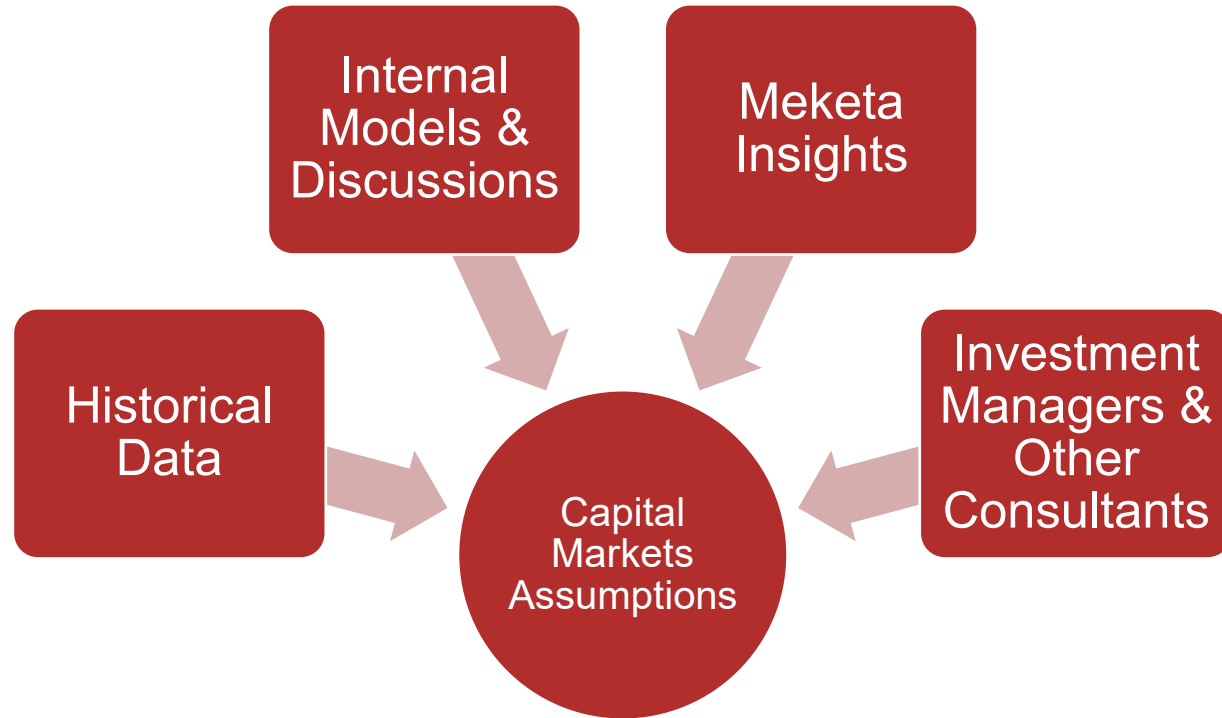 Internal
Models &
Discussions
Meketa
Insights
Historical
Data
Investment
Managers &
Other
Consultants
Capital
Markets
Assumptions